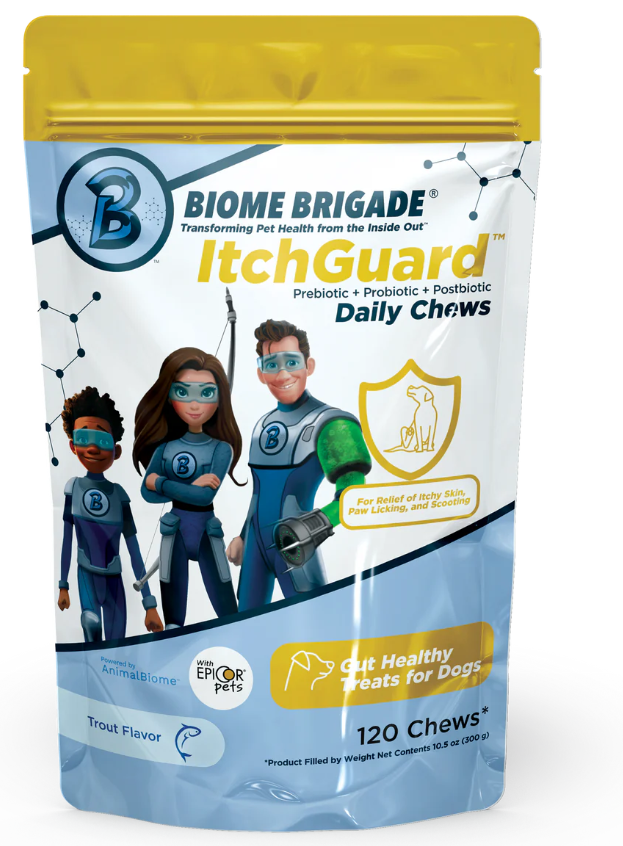 B
BIOME BRIGADE®
™
Transforming Pet Health from the Inside Out™
ItchGuard™
Prebiotic + Probiotic + Postbiotic
Daily Chews
B
B
B
For Relief of Itchy Skin,
Paw Licking, and Scooting
Powered by
AnimalBiome™
With
EPICOR®
pets
Gut Healthy
Treats for Dogs
Trout Flavor
120 Chews*
*Product Filled by Weight Net Contents 10.5 oz (300 g)